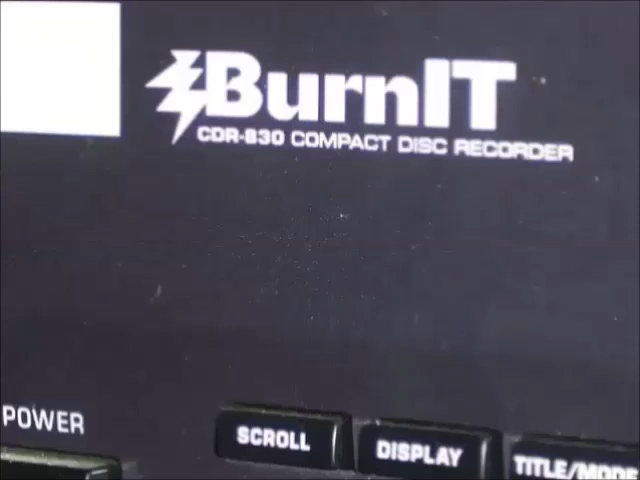 BurnIT
CDR-830 COMPACT DISC RECORDER
POWER
SCROLL
DISPLAY
TITLE/MODE